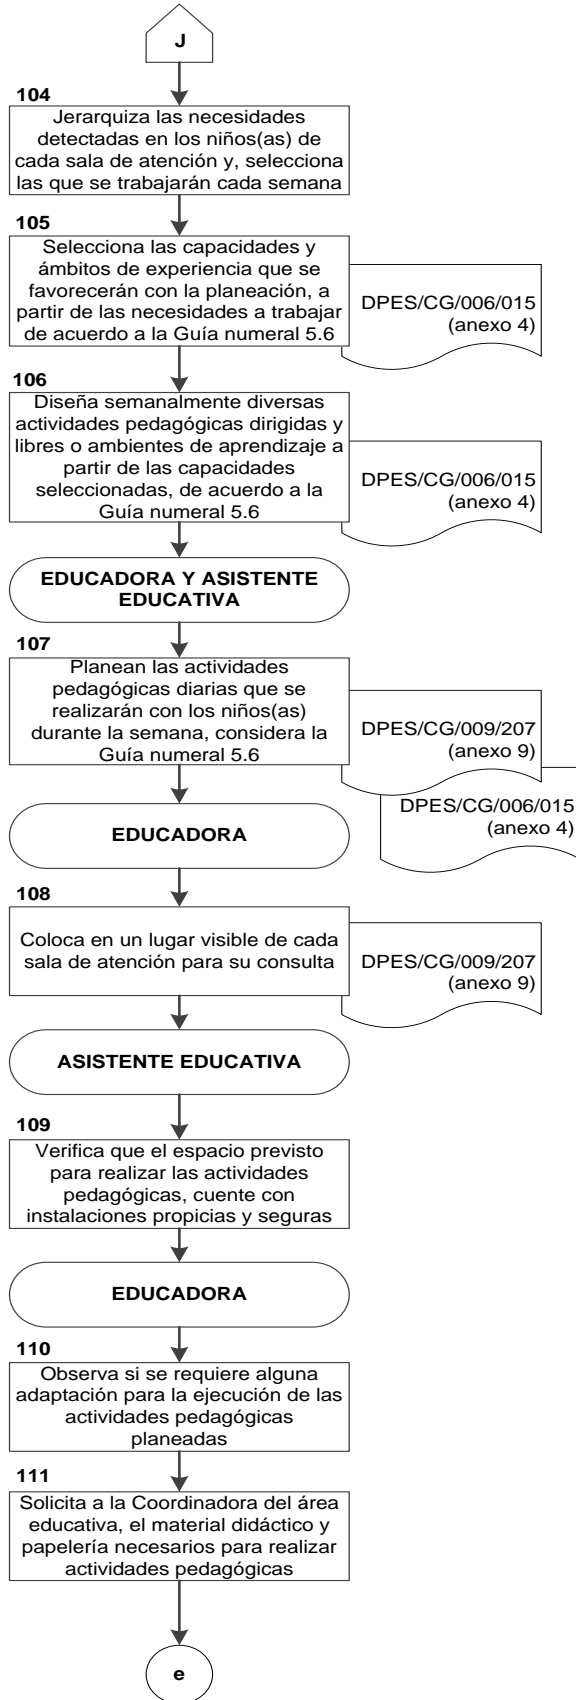 J
104
Jerarquiza las necesidades
detectadas en los niños(as) de
cada sala de atención y, selecciona
las que se trabajarán cada semana
105
Selecciona las capacidades y
ámbitos de experiencia que se
favorecerán con la planeación, a
partir de las necesidades a trabajar
de acuerdo a la Guía numeral 5.6
DPES/CG/006/015
(anexo 4)
106
Diseña semanalmente diversas
actividades pedagógicas dirigidas y
libres o ambientes de aprendizaje a
partir de las capacidades
seleccionadas, de acuerdo a la
Guía numeral 5.6
DPES/CG/006/015
(anexo 4)
EDUCADORA Y ASISTENTE
EDUCATIVA
107
Planean las actividades
pedagógicas diarias que se
realizarán con los niños(as)
durante la semana, considera la
Guía numeral 5.6
DPES/CG/009/207
(anexo 9)
DPES/CG/006/015
(anexo 4)
EDUCADORA
108
Coloca en un lugar visible de cada
sala de atención para su consulta
DPES/CG/009/207
(anexo 9)
ASISTENTE EDUCATIVA
109
Verifica que el espacio previsto
para realizar las actividades
pedagógicas, cuente con
instalaciones propicias y seguras
EDUCADORA
110
Observa si se requiere alguna
adaptación para la ejecución de las
actividades pedagógicas
planeadas
111
Solicita a la Coordinadora del área
educativa, el material didáctico y
papelería necesarios para realizar
actividades pedagógicas
e